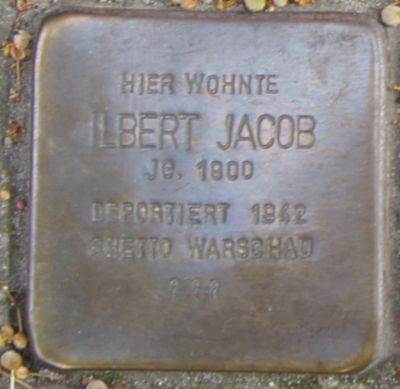 HIER WOHNTE
ILBERT JACOB
JG. 1900
DEPORTIERT 1942
GHETTO WARSCHAU
? ? ?